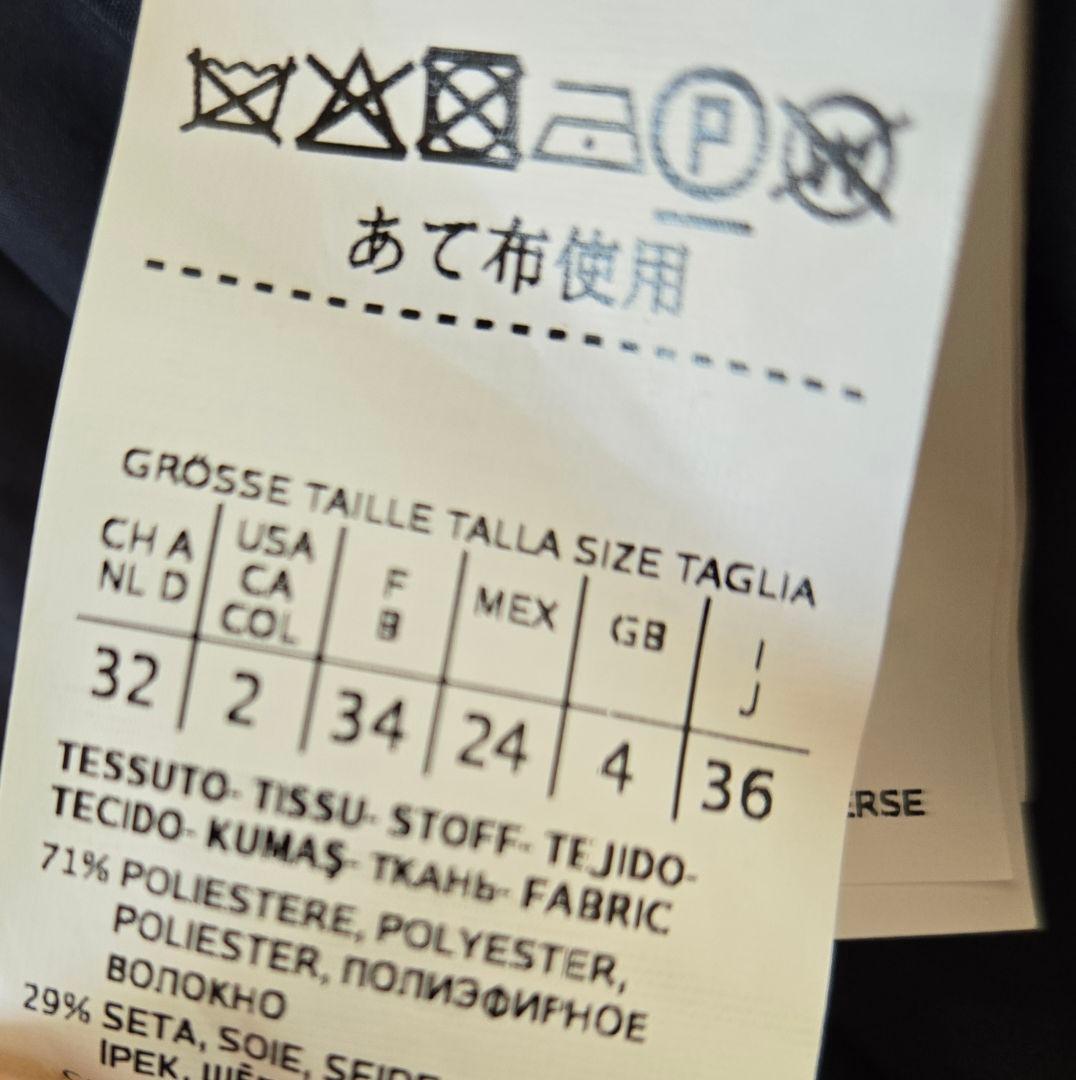 P
あて布使用
GRÖSSE TAILLE TALLA SIZE TAGLIA
CH A NL D USA CA COL F B MEX GB I J
32 2 34 24 4 36
TESSUTO- TISSU- STOFF- TEJIDO-
TECIDO- KUMAŞ- ТКАНЬ- FABRIC
71% POLIESTERE, POLYESTER,
POLIESTER, ПОЛИЭФИРНОЕ
ВОЛОКНО
29% SETA, SOIE, SEIDE
IPEK,
ERSE